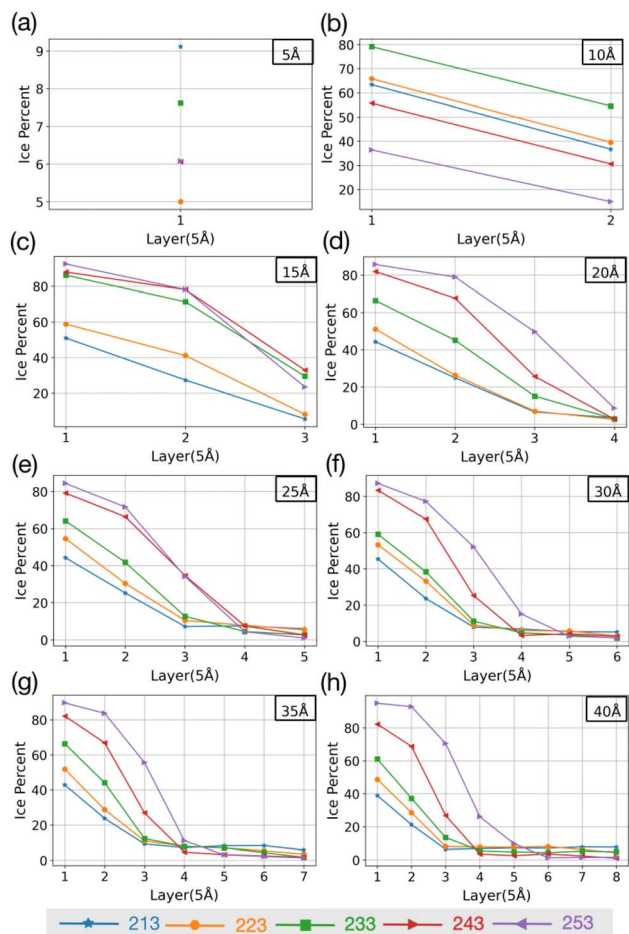 (a)
5Å
Ice Percent
9
8
7
6
5
1
Layer(5Å)
(b)
10Å
Ice Percent
80
70
60
50
40
30
20
1 2
Layer(5Å)
(c)
15Å
Ice Percent
80
60
40
20
1 2 3
Layer(5Å)
(d)
20Å
Ice Percent
80
60
40
20
0
1 2 3 4
Layer(5Å)
(e)
25Å
Ice Percent
80
60
40
20
0
1 2 3 4 5
Layer(5Å)
(f)
30Å
Ice Percent
80
60
40
20
0
1 2 3 4 5 6
Layer(5Å)
(g)
35Å
Ice Percent
80
60
40
20
0
1 2 3 4 5 6 7
Layer(5Å)
(h)
40Å
Ice Percent
80
60
40
20
0
1 2 3 4 5 6 7 8
Layer(5Å)
213 223 233 243 253